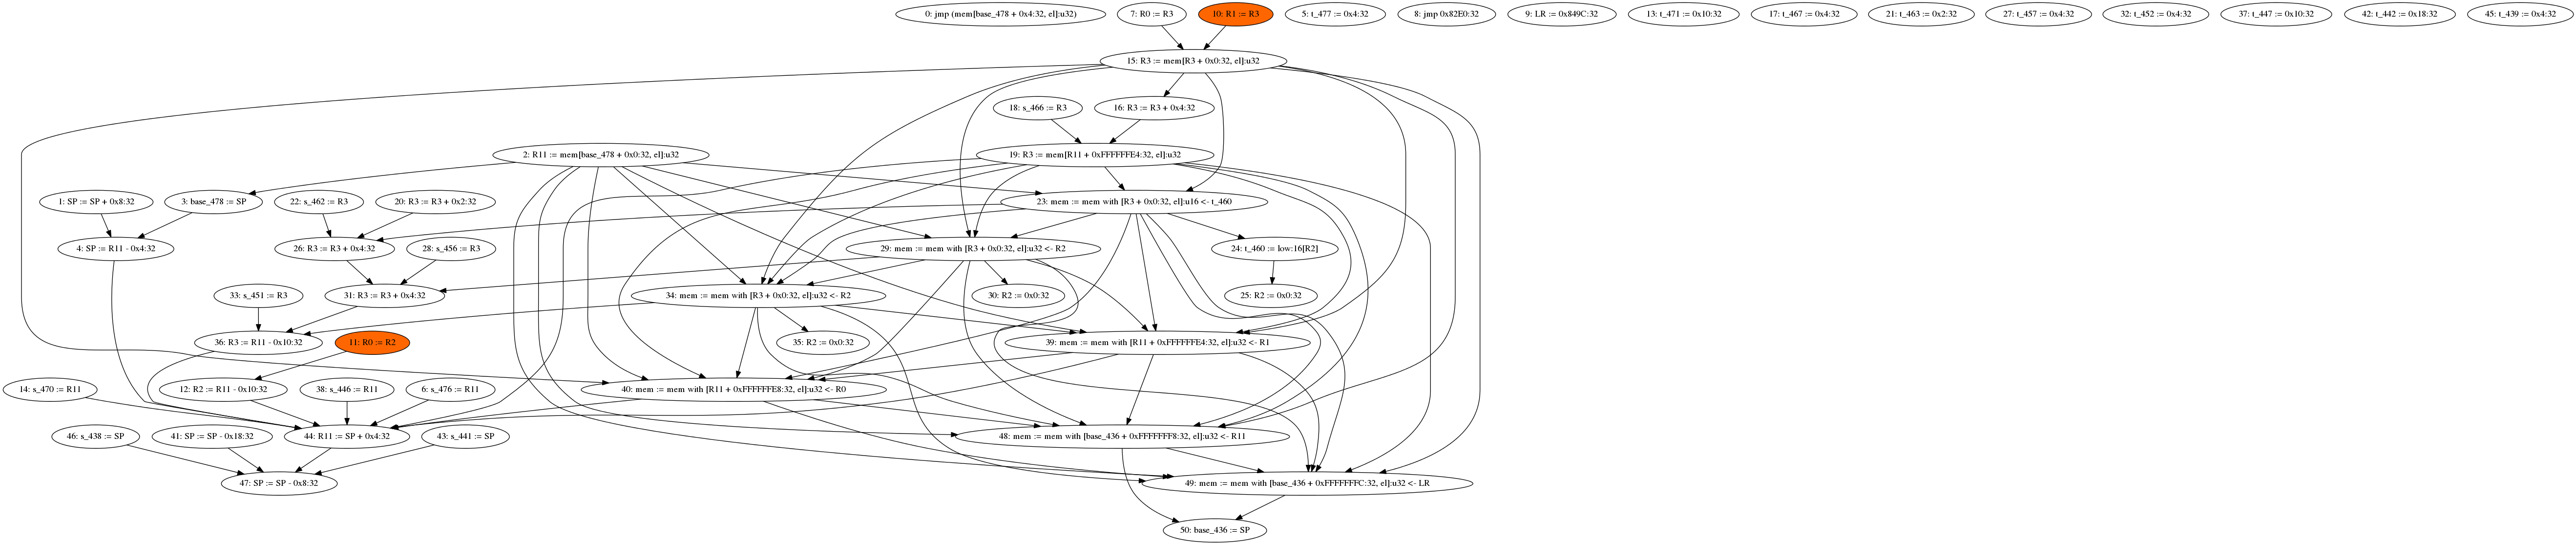 0: jmp (mem[base_478 + 0x4:32, el]:u32)
7: R0 := R3
10: R1 := R3
5: t_477 := 0x4:32
8: jmp 0x82E0:32
9: LR := 0x849C:32
13: t_471 := 0x10:32
17: t_467 := 0x4:32
21: t_463 := 0x2:32
27: t_457 := 0x4:32
32: t_452 := 0x4:32
37: t_447 := 0x10:32
42: t_442 := 0x18:32
45: t_439 := 0x4:32
15: R3 := mem[R3 + 0x0:32, el]:u32
18: s_466 := R3
16: R3 := R3 + 0x4:32
2: R11 := mem[base_478 + 0x0:32, el]:u32
19: R3 := mem[R11 + 0xFFFFFFE4:32, el]:u32
1: SP := SP + 0x8:32
3: base_478 := SP
22: s_462 := R3
20: R3 := R3 + 0x2:32
23: mem := mem with [R3 + 0x0:32, el]:u16 <- t_460
4: SP := R11 - 0x4:32
26: R3 := R3 + 0x4:32
28: s_456 := R3
29: mem := mem with [R3 + 0x0:32, el]:u32 <- R2
24: t_460 := low:16[R2]
33: s_451 := R3
31: R3 := R3 + 0x4:32
34: mem := mem with [R3 + 0x0:32, el]:u32 <- R2
30: R2 := 0x0:32
25: R2 := 0x0:32
36: R3 := R11 - 0x10:32
11: R0 := R2
35: R2 := 0x0:32
39: mem := mem with [R11 + 0xFFFFFFE4:32, el]:u32 <- R1
14: s_470 := R11
12: R2 := R11 - 0x10:32
38: s_446 := R11
6: s_476 := R11
40: mem := mem with [R11 + 0xFFFFFFE8:32, el]:u32 <- R0
46: s_438 := SP
41: SP := SP - 0x18:32
44: R11 := SP + 0x4:32
43: s_441 := SP
48: mem := mem with [base_436 + 0xFFFFFFF8:32, el]:u32 <- R11
47: SP := SP - 0x8:32
49: mem := mem with [base_436 + 0xFFFFFFFC:32, el]:u32 <- LR
50: base_436 := SP